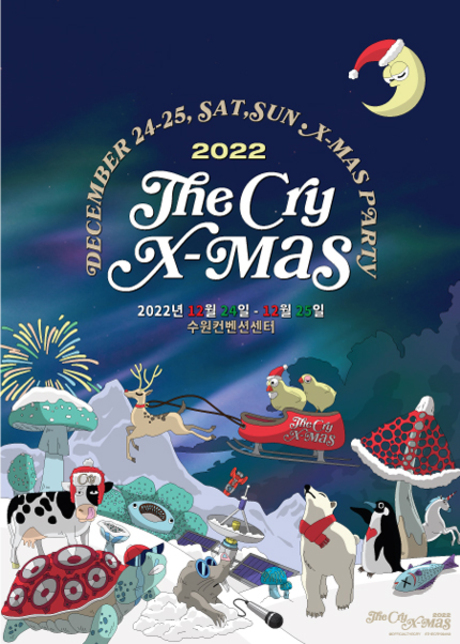 DECEMBER 24-25, SAT,SUN X-MAS PARTY
2022
The Cry
X-Mas
2022년 12월 24일 - 12월 25일
수원컨벤션센터
The Cry
X-Mas
The Cry 2022
X-Mas